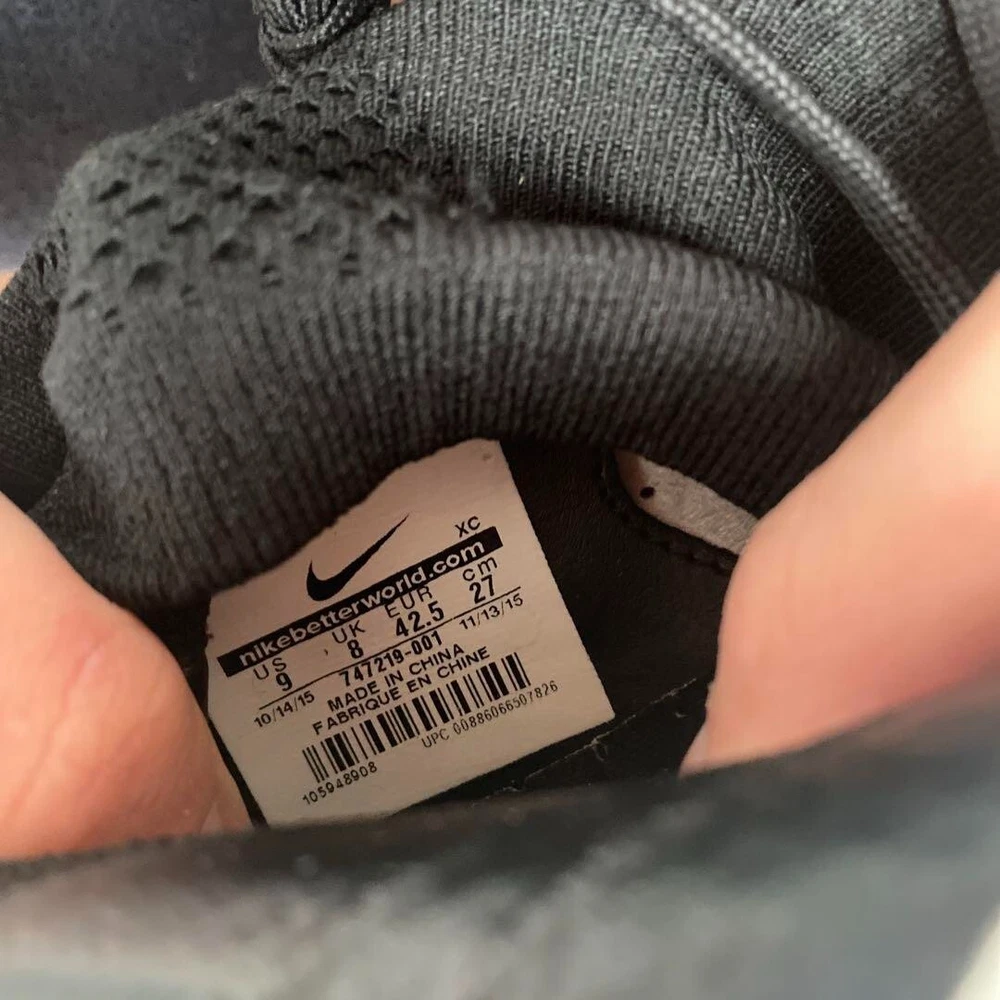 XC
nikebetterworld.com
US UK EUR cm
9 8 42.5 27
10/14/15 747219-001 11/13/15
MADE IN CHINA
FABRIQUE EN CHINE
UPC 00886066507826
105948908